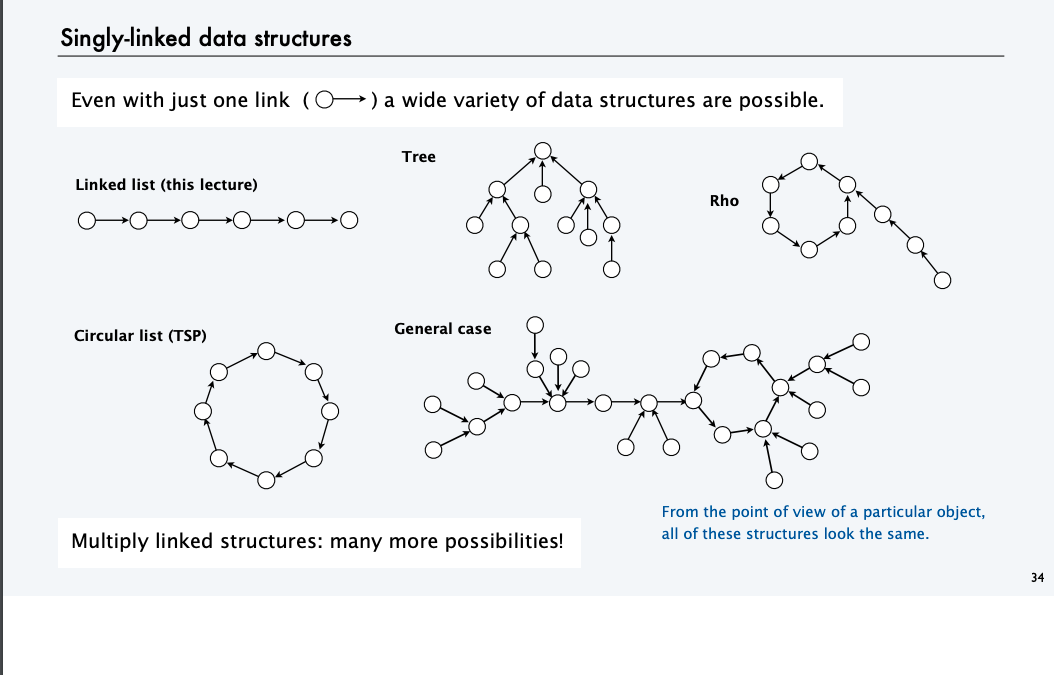 Singly-linked data structures
Even with just one link ( ) a wide variety of data structures are possible.
Tree
Linked list (this lecture)
Rho
Circular list (TSP)
General case
From the point of view of a particular object,
all of these structures look the same.
Multiply linked structures: many more possibilities!
34